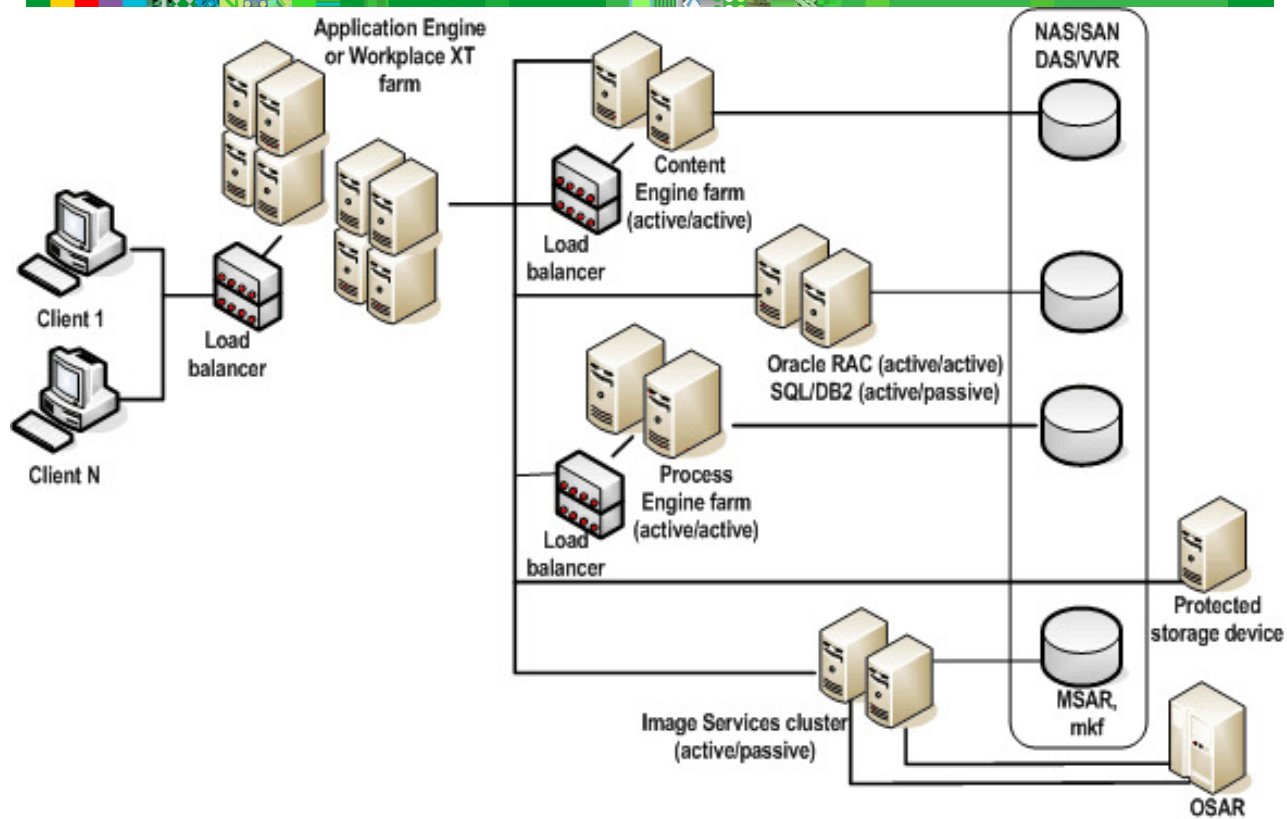 Application Engine
or Workplace XT
farm
NAS/SAN
DAS/VVR
Content
Engine farm
(active/active)
Load
balancer
Client 1
Load
balancer
Oracle RAC (active/active)
SQL/DB2 (active/passive)
Client N
Process
Engine farm
(active/active)
Load
balancer
Protected
storage device
MSAR,
mkf
Image Services cluster
(active/passive)
OSAR